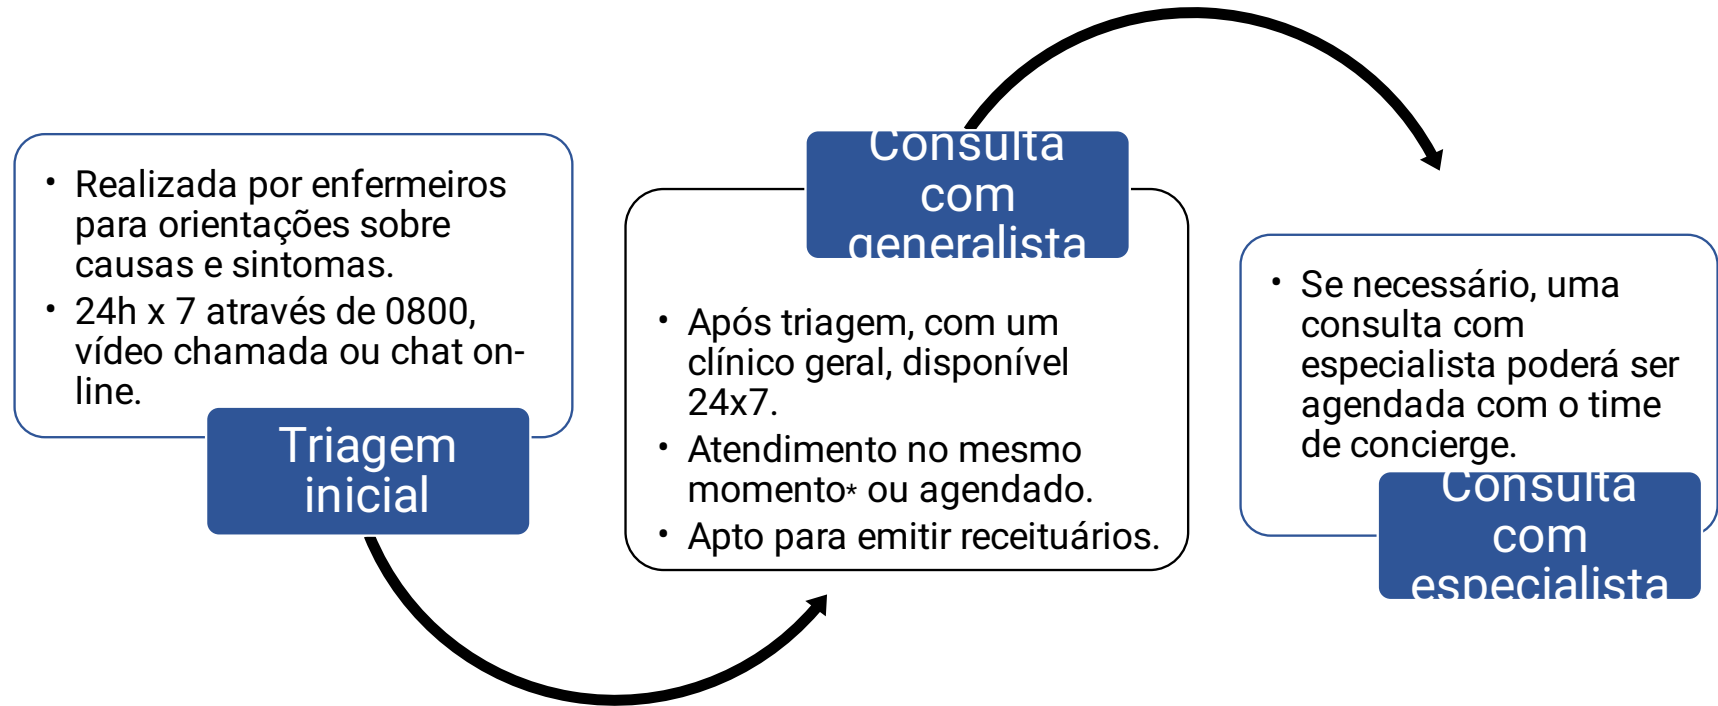 • Realizada por enfermeiros
para orientações sobre
causas e sintomas.
• 24h x 7 através de 0800,
vídeo chamada ou chat on-
line.
Triagem
inicial
Consulta
com
generalista
• Após triagem, com um
clínico geral, disponível
24x7.
• Atendimento no mesmo
momento* ou agendado.
• Apto para emitir receituários.
• Se necessário, uma
consulta com
especialista poderá ser
agendada com o time
de concierge.
Consulta
com
especialista